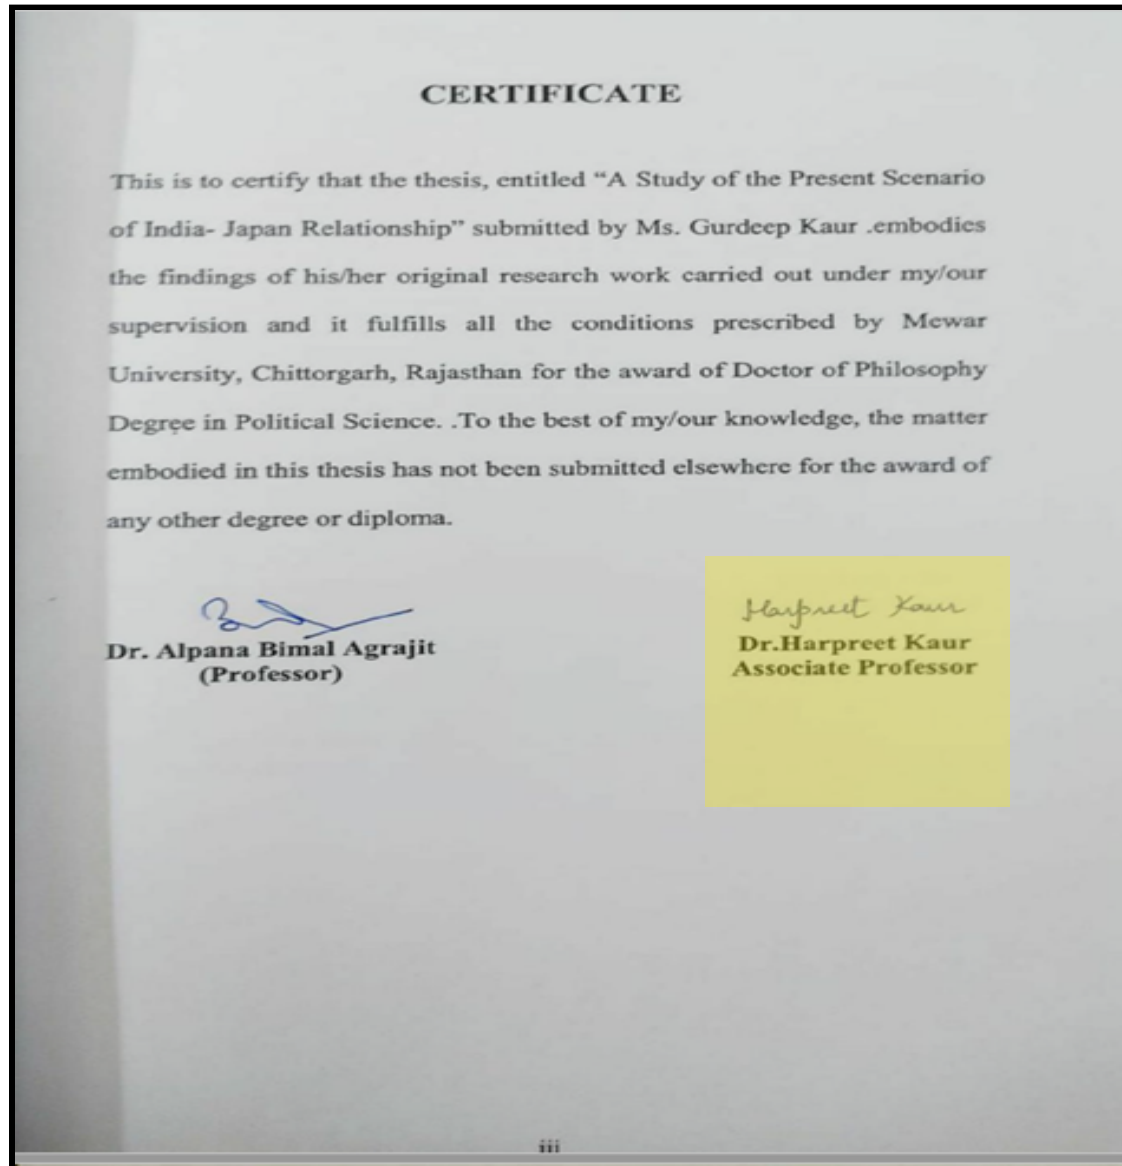 CERTIFICATE
This is to certify that the thesis, entitled “A Study of the Present Scenario
of India- Japan Relationship” submitted by Ms. Gurdeep Kaur .embodies
the findings of his/her original research work carried out under my/our
supervision and it fulfills all the conditions prescribed by Mewar
University, Chittorgarh, Rajasthan for the award of Doctor of Philosophy
Degree in Political Science. .To the best of my/our knowledge, the matter
embodied in this thesis has not been submitted elsewhere for the award of
any other degree or diploma.
Dr. Alpana Bimal Agrajit
(Professor)
Harpreet Kaur
Dr.Harpreet Kaur
Associate Professor
iii